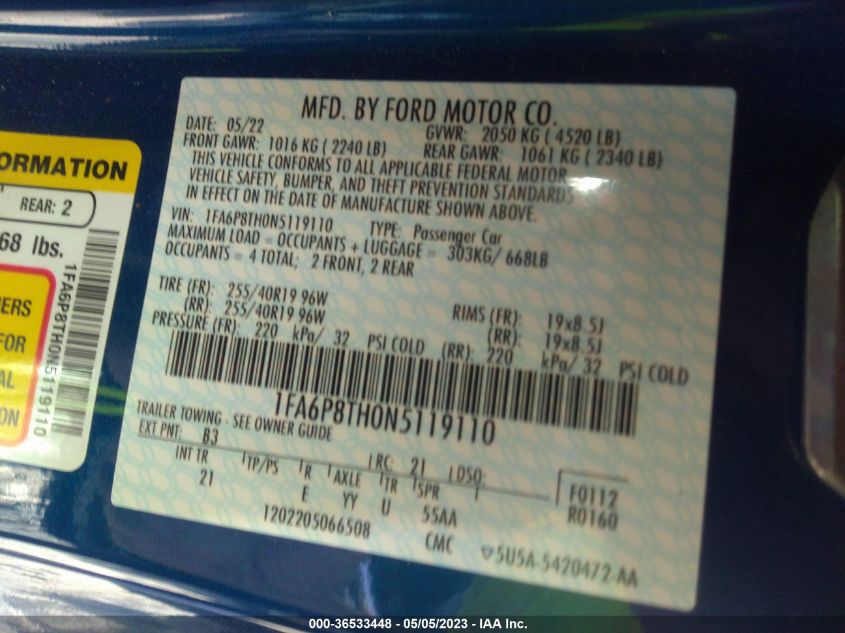 MFD. BY FORD MOTOR CO.
DATE: 05/22 GVWR: 2050 KG ( 4520 LB)
FRONT GAWR: 1016 KG ( 2240 LB) REAR GAWR: 1061 KG ( 2340 LB)
THIS VEHICLE CONFORMS TO ALL APPLICABLE FEDERAL MOTOR
VEHICLE SAFETY, BUMPER, AND THEFT PREVENTION STANDARDS
IN EFFECT ON THE DATE OF MANUFACTURE SHOWN ABOVE.
VIN: 1FA6P8TH0N5119110 TYPE: Passenger Car
MAXIMUM LOAD = OCCUPANTS + LUGGAGE = 303KG/ 668LB
OCCUPANTS = 4 TOTAL; 2 FRONT, 2 REAR
TIRE (FR): 255/40R19 96W RIMS (FR): 19x8.5J
(RR): 255/40R19 96W (RR): 19x8.5J
PRESSURE (FR): 220 kPa/ 32 PSI COLD (RR): 220 kPa/ 32 PSI COLD
1FA6P8TH0N5119110
TRAILER TOWING - SEE OWNER GUIDE
EXT PNT: B3 RC: 21 DSO:
INT TR TP/PS R AXLE TR SPR
21 E YY U 55AA
F0112
R0160
1202205066508 CMC 5U5A-5420472-AA
ORMATION
REAR: 2
68 lbs.
1FA6P8TH0N5119110
ERS
FOR
AL
ON
000-36533448 - 05/05/2023 - IAA Inc.